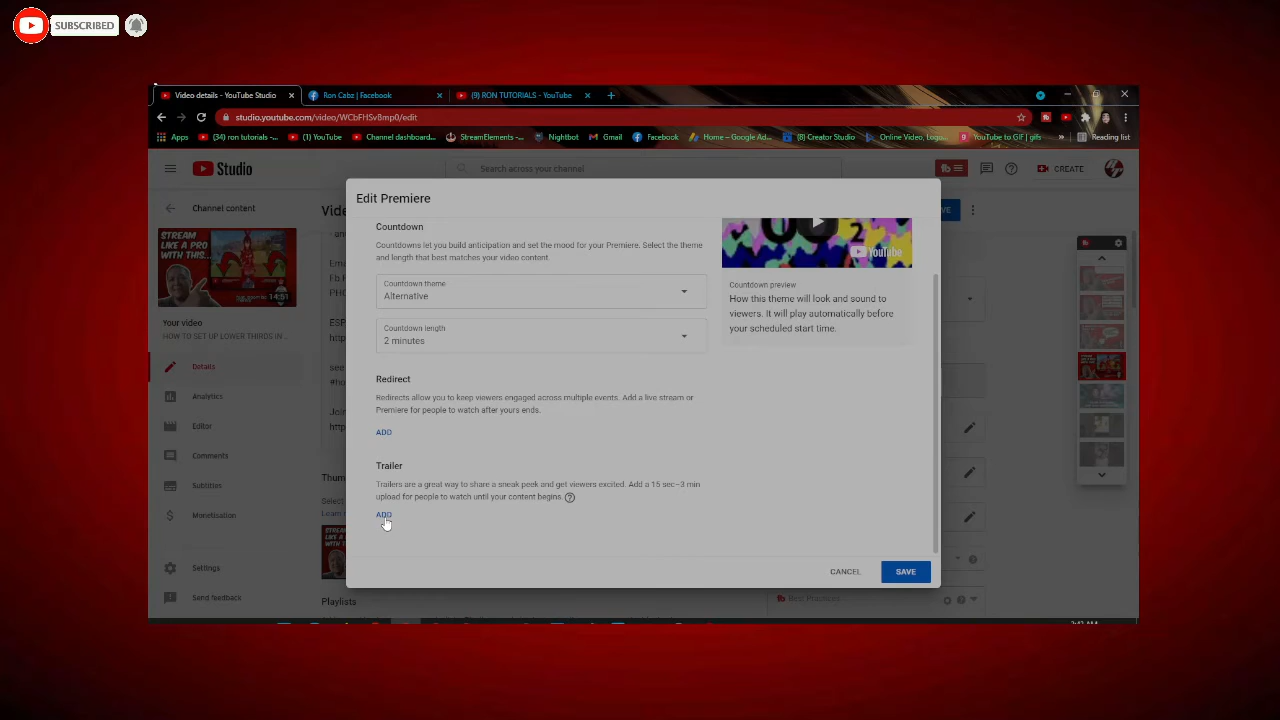 SUBSCRIBED
Video details - YouTube Studio
Ron Cabz | Facebook
(9) RON TUTORIALS - YouTube
studio.youtube.com/video/WCbFHSv8mp0/edit
Apps
(34) ron tutorials -...
(1) YouTube
Channel dashboard...
StreamElements -...
Nightbot
Gmail
Facebook
Home – Google Ad...
(8) Creator Studio
Online Video, Logo...
YouTube to GIF | gifs
»
Reading list
Studio
Search across your channel
CREATE
Channel content
STREAM
LIKE A PRO
WITH THIS...
14:51
Your video
HOW TO SET UP LOWER THIRDS IN ...
Details
Analytics
Editor
Comments
Subtitles
Monetisation
Settings
Send feedback
Edit Premiere
Countdown
Countdowns let you build anticipation and set the mood for your Premiere. Select the theme
and length that best matches your video content.
Countdown theme
Alternative
Countdown length
2 minutes
Redirect
Redirects allow you to keep viewers engaged across multiple events. Add a live stream or
Premiere for people to watch after yours ends.
ADD
Trailer
Trailers are a great way to share a sneak peek and get viewers excited. Add a 15 sec–3 min
upload for people to watch until your content begins.
ADD
YouTube
Countdown preview
How this theme will look and sound to
viewers. It will play automatically before
your scheduled start time.
CANCEL
SAVE
Playlists
Best Practices